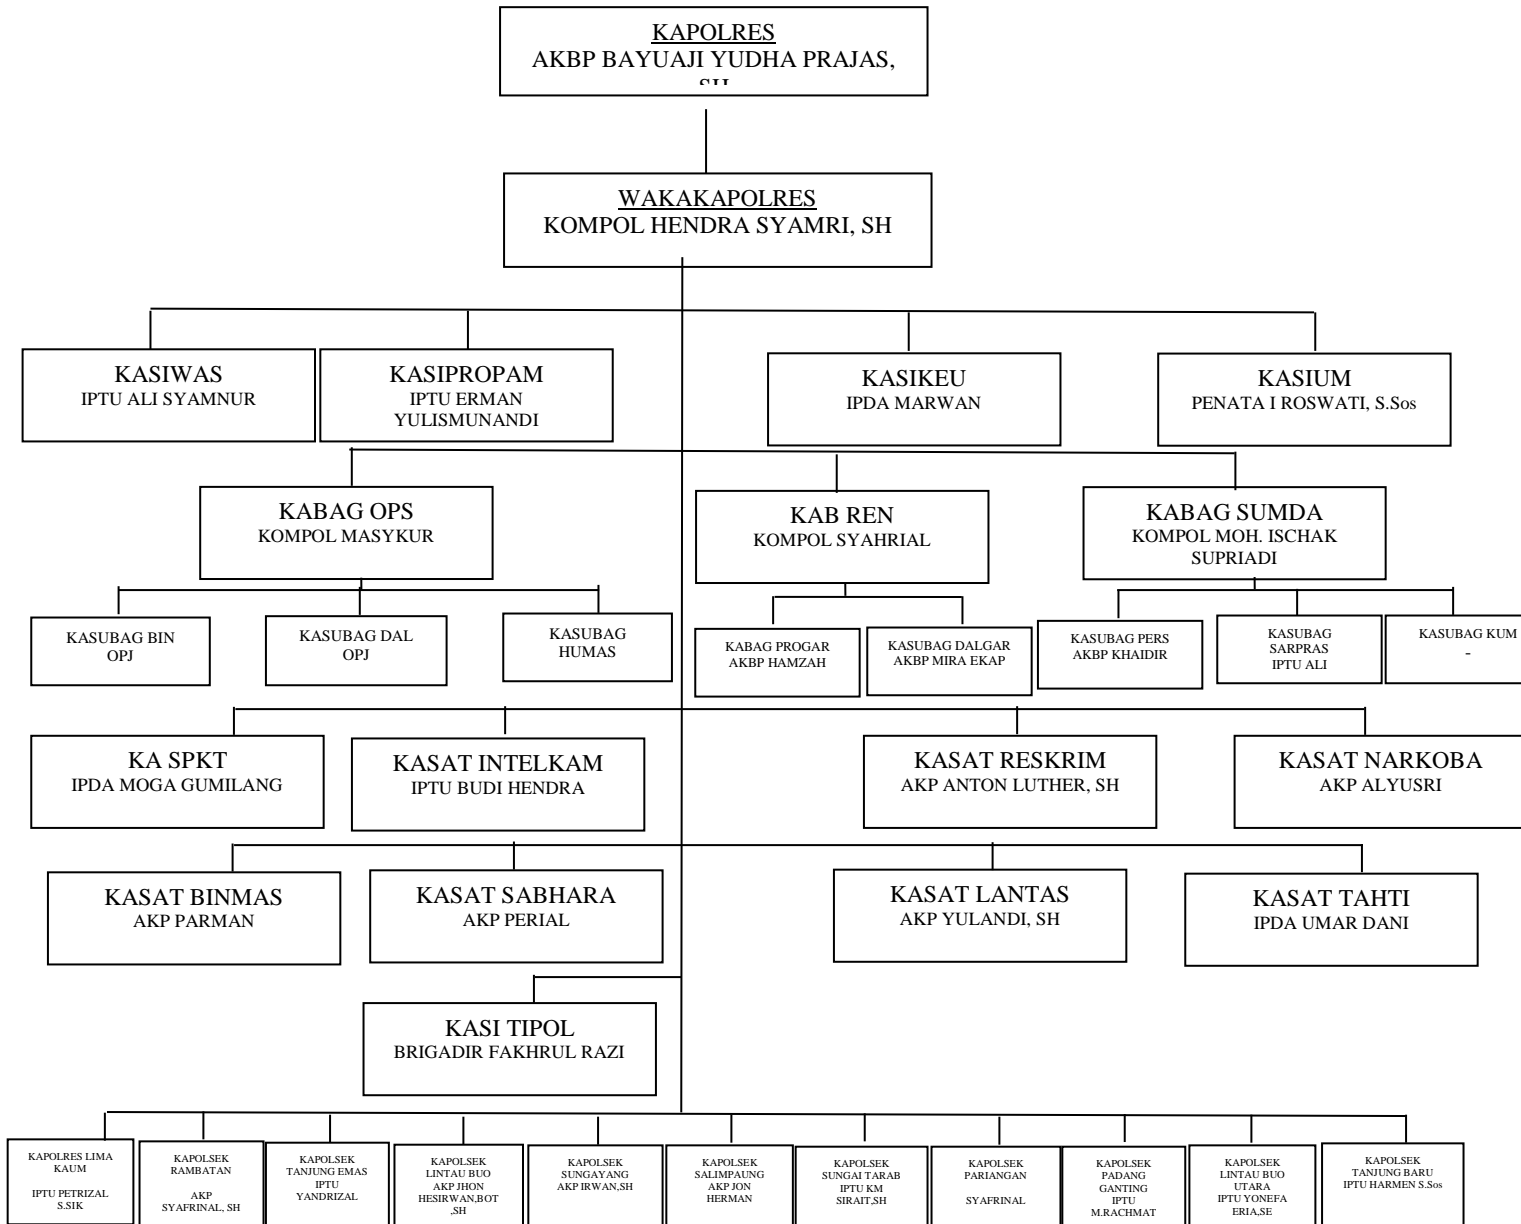 KAPOLRES
AKBP BAYUAJI YUDHA PRAJAS,
SH
WAKAKAPOLRES
KOMPOL HENDRA SYAMRI, SH
KASIWAS
IPTU ALI SYAMNUR
KASIPROPAM
IPTU ERMAN
YULISMUNANDI
KASIKEU
IPDA MARWAN
KASIUM
PENATA I ROSWATI, S.Sos
KABAG OPS
KOMPOL MASYKUR
KAB REN
KOMPOL SYAHRIAL
KABAG SUMDA
KOMPOL MOH. ISCHAK
SUPRIADI
KASUBAG BIN
OPJ
KASUBAG DAL
OPJ
KASUBAG
HUMAS
KABAG PROGAR
AKBP HAMZAH
KASUBAG DALGAR
AKBP MIRA EKAP
KASUBAG PERS
AKBP KHAIDIR
KASUBAG
SARPRAS
IPTU ALI
KASUBAG KUM
-
KA SPKT
IPDA MOGA GUMILANG
KASAT INTELKAM
IPTU BUDI HENDRA
KASAT RESKRIM
AKP ANTON LUTHER, SH
KASAT NARKOBA
AKP ALYUSRI
KASAT BINMAS
AKP PARMAN
KASAT SABHARA
AKP PERIAL
KASAT LANTAS
AKP YULANDI, SH
KASAT TAHTI
IPDA UMAR DANI
KASI TIPOL
BRIGADIR FAKHRUL RAZI
KAPOLRES LIMA
KAUM
IPTU PETRIZAL
S.SIK
KAPOLSEK
RAMBATAN
AKP
SYAFRINAL, SH
KAPOLSEK
TANJUNG EMAS
IPTU
YANDRIZAL
KAPOLSEK
LINTAU BUO
AKP JHON
HESIRWAN,BOT
,SH
KAPOLSEK
SUNGAYANG
AKP IRWAN,SH
KAPOLSEK
SALIMPAUNG
AKP JON
HERMAN
KAPOLSEK
SUNGAI TARAB
IPTU KM
SIRAIT,SH
KAPOLSEK
PARIANGAN
SYAFRINAL
KAPOLSEK
PADANG
GANTING
IPTU
M.RACHMAT
KAPOLSEK
LINTAU BUO
UTARA
IPTU YONEFA
ERIA,SE
KAPOLSEK
TANJUNG BARU
IPTU HARMEN S.Sos